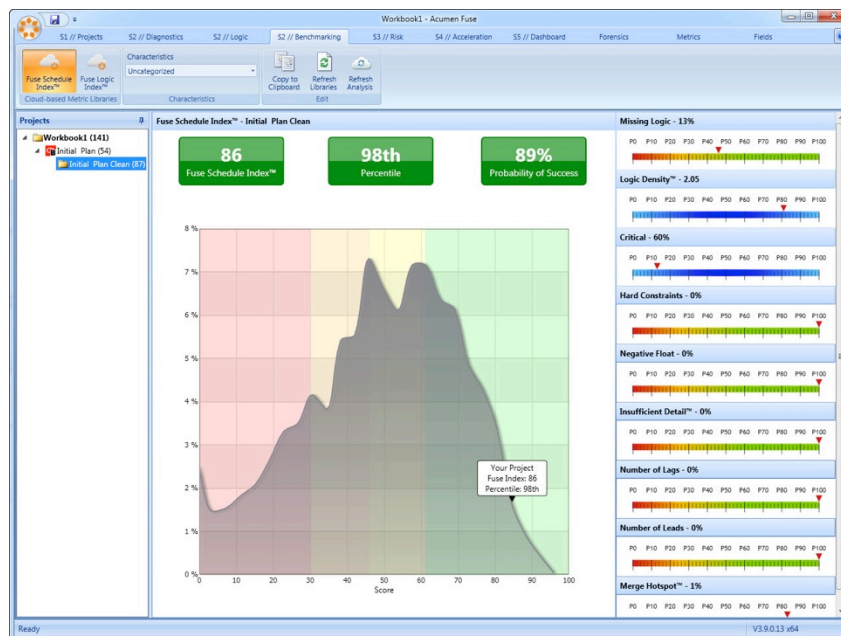 Workbook1 - Acumen Fuse
S1 // Projects
S2 // Diagnostics
S2 // Logic
S2 // Benchmarking
S3 // Risk
S4 // Acceleration
S5 // Dashboard
Forensics
Metrics
Fields
Fuse Schedule
Index™
Fuse Logic
Index™
Cloud-based Metric Libraries
Characteristics
Uncategorized
Characteristics
Copy to
Clipboard
Refresh
Libraries
Refresh
Analysis
Edit
Projects
Workbook1 (141)
Initial Plan (54)
Initial Plan Clean (87)
Fuse Schedule Index™ - Initial Plan Clean
86
Fuse Schedule Index™
98th
Percentile
89%
Probability of Success
8 %
7 %
6 %
5 %
4 %
3 %
2 %
1 %
0 %
0 10 20 30 40 50 60 70 80 90 100
Score
Your Project
Fuse Index: 86
Percentile: 98th
Missing Logic - 13%
P0 P10 P20 P30 P40 P50 P60 P70 P80 P90 P100
Logic Density™ - 2.05
P0 P10 P20 P30 P40 P50 P60 P70 P80 P90 P100
Critical - 60%
P0 P10 P20 P30 P40 P50 P60 P70 P80 P90 P100
Hard Constraints - 0%
P0 P10 P20 P30 P40 P50 P60 P70 P80 P90 P100
Negative Float - 0%
P0 P10 P20 P30 P40 P50 P60 P70 P80 P90 P100
Insufficient Detail™ - 0%
P0 P10 P20 P30 P40 P50 P60 P70 P80 P90 P100
Number of Lags - 0%
P0 P10 P20 P30 P40 P50 P60 P70 P80 P90 P100
Number of Leads - 0%
P0 P10 P20 P30 P40 P50 P60 P70 P80 P90 P100
Merge Hotspot™ - 1%
P0 P10 P20 P30 P40 P50 P60 P70 P80 P90 P100
Ready
V3.9.0.13 x64